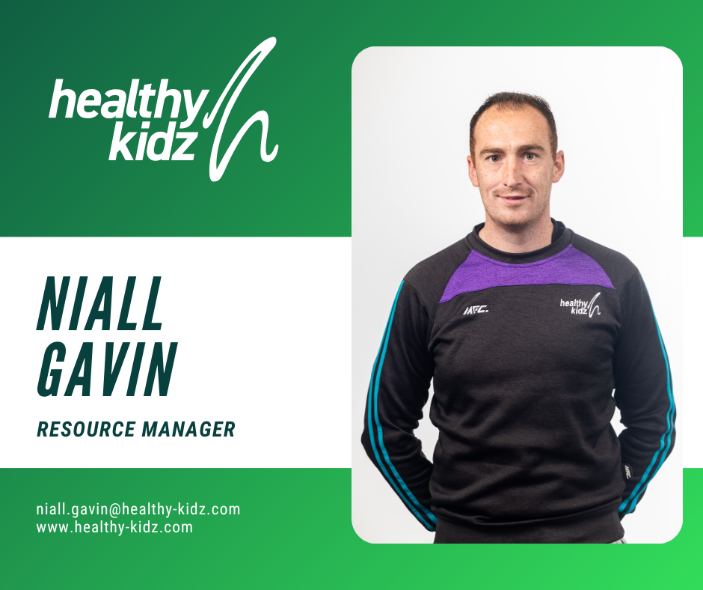 healthy
kidz
NIALL
GAVIN
RESOURCE MANAGER
niall.gavin@healthy-kidz.com
www.healthy-kidz.com
healthy
kidz